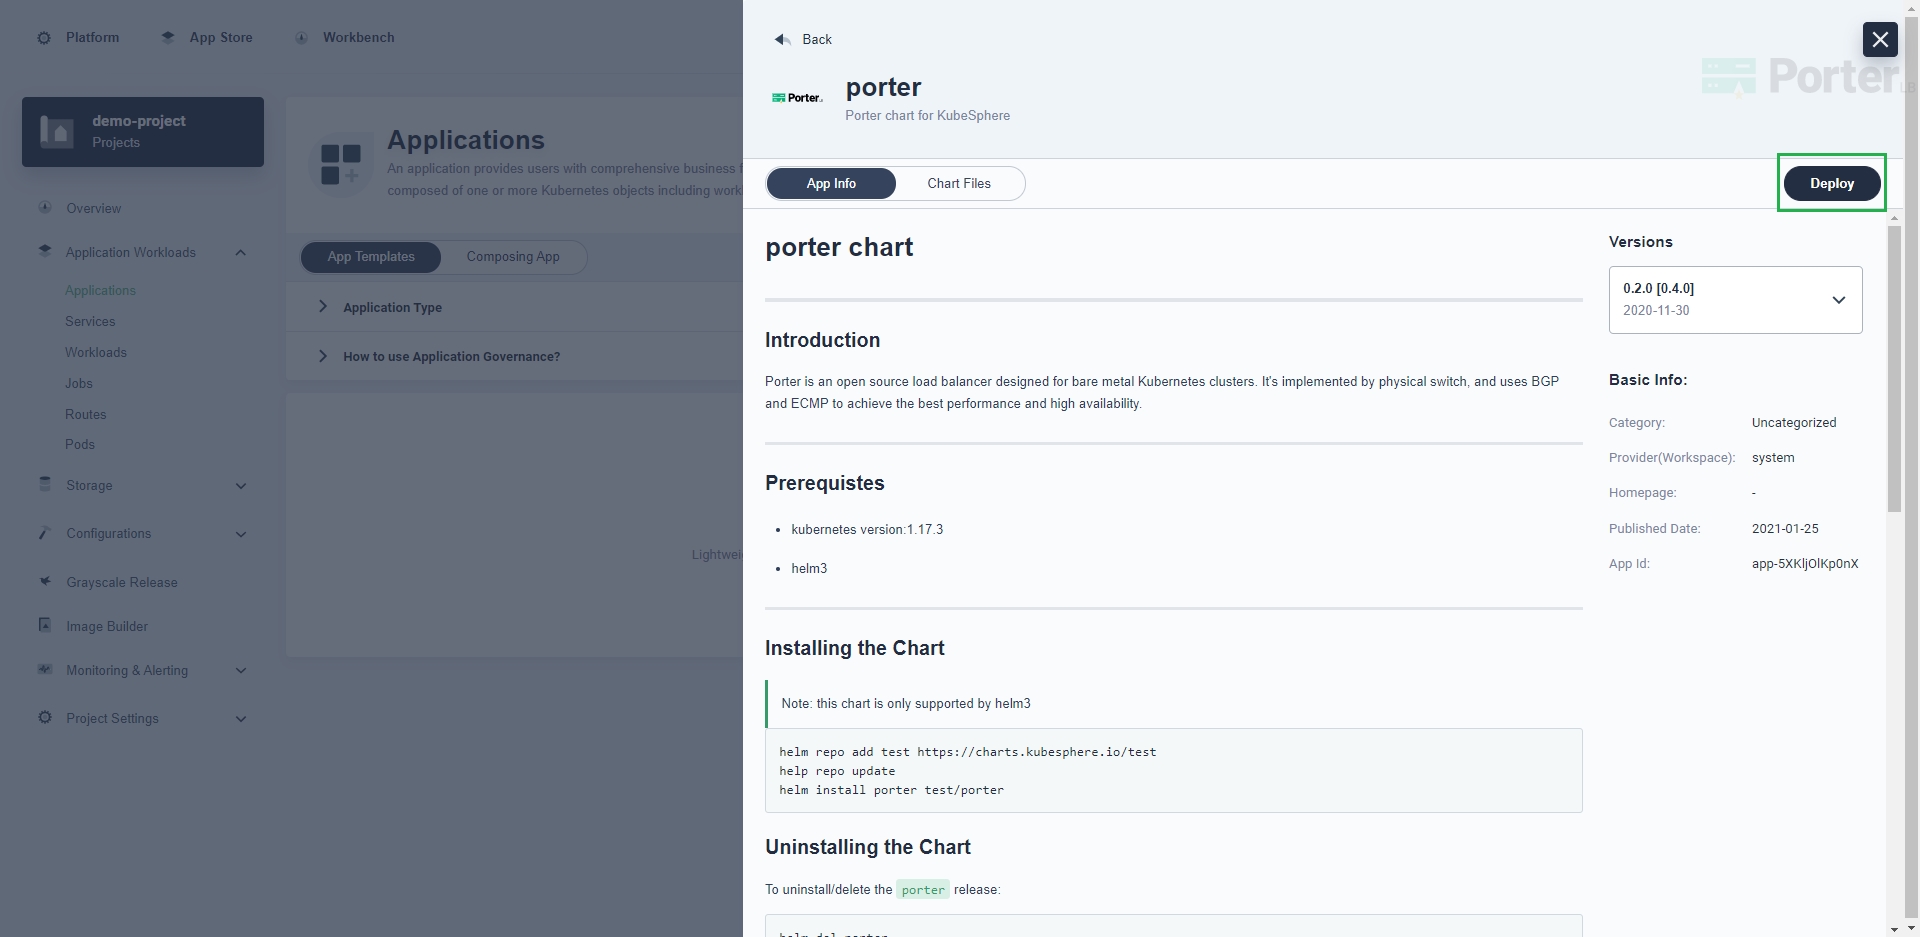 Platform
App Store
Workbench
demo-project
Projects
Overview
Application Workloads
Applications
Services
Workloads
Jobs
Routes
Pods
Storage
Configurations
Grayscale Release
Image Builder
Monitoring & Alerting
Project Settings
Applications
An application provides users with comprehensive business
composed of one or more Kubernetes objects including
App Templates
Composing App
Application Type
How to use Application Governance?
Back
Porter
porter
Porter chart for KubeSphere
Porter LB
App Info
Chart Files
Deploy
porter chart
Introduction
Porter is an open source load balancer designed for bare metal Kubernetes clusters. It's implemented by physical switch, and uses BGP
and ECMP to achieve the best performance and high availability.
Prerequistes
kubernetes version:1.17.3
helm3
Installing the Chart
Note: this chart is only supported by helm3
helm repo add test https://charts.kubesphere.io/test
help repo update
helm install porter test/porter
Uninstalling the Chart
To uninstall/delete the porter release:
helm del porter
Versions
0.2.0 [0.4.0]
2020-11-30
Basic Info:
Category: Uncategorized
Provider(Workspace): system
Homepage: -
Published Date: 2021-01-25
App Id: app-5XKljOlKp0nX